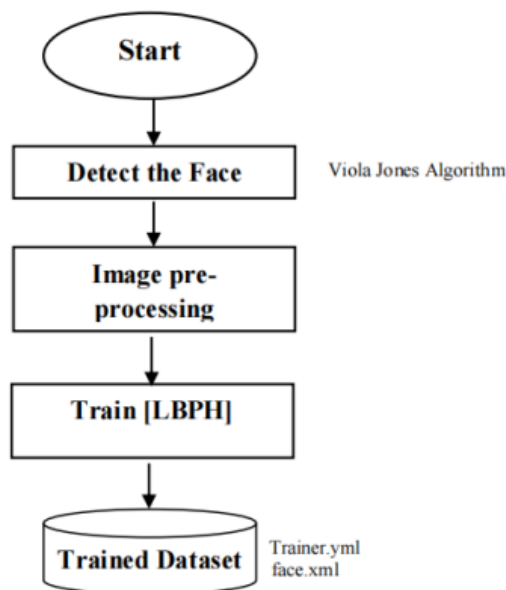 Start
Detect the Face
Viola Jones Algorithm
Image pre-
processing
Train [LBPH]
Trained Dataset
Trainer.yml
face.xml